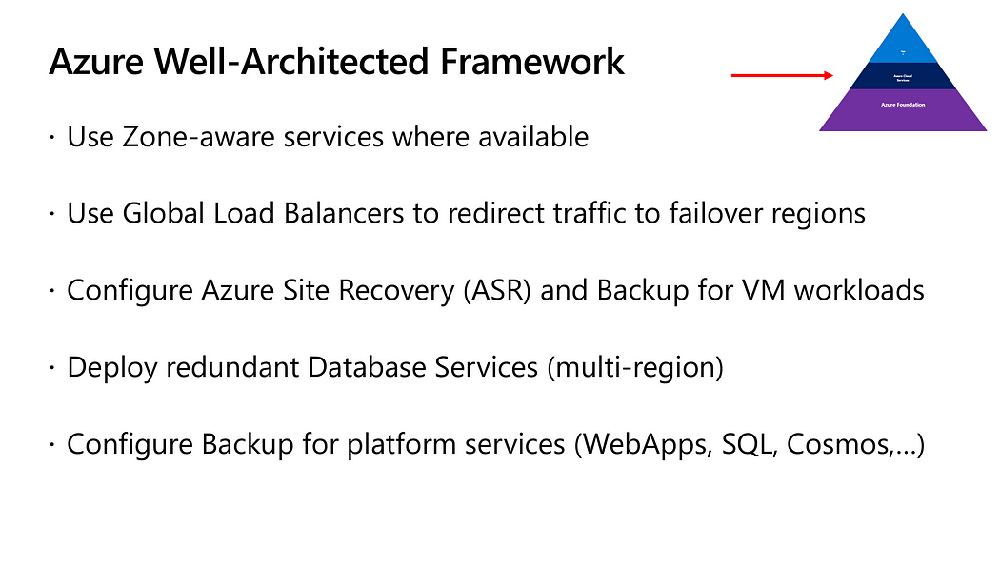 Azure Well-Architected Framework
Azure Cloud
Services
Azure Foundation
· Use Zone-aware services where available
· Use Global Load Balancers to redirect traffic to failover regions
· Configure Azure Site Recovery (ASR) and Backup for VM workloads
· Deploy redundant Database Services (multi-region)
· Configure Backup for platform services (WebApps, SQL, Cosmos,...)